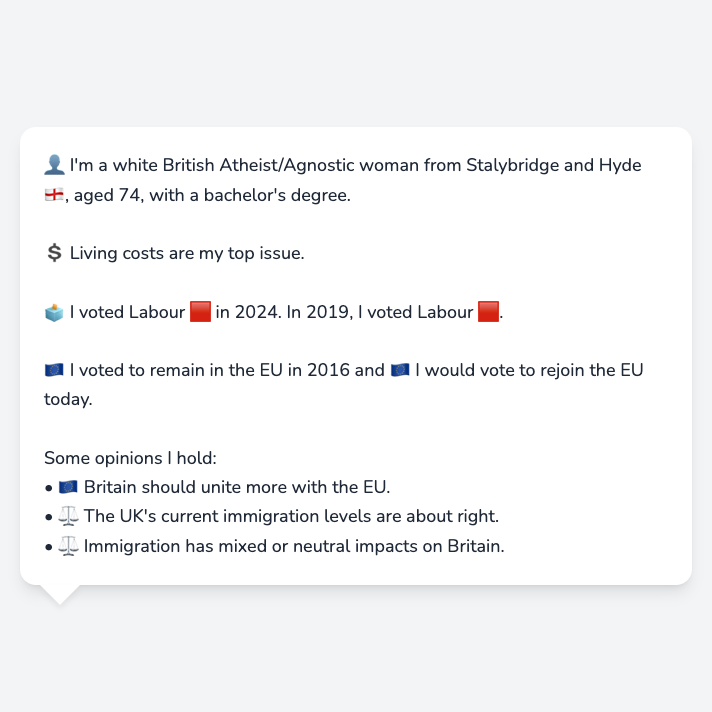 👤 I'm a white British Atheist/Agnostic woman from Stalybridge and Hyde
🏴󠁧󠁢󠁥󠁮󠁧󠁿, aged 74, with a bachelor's degree.
💲 Living costs are my top issue.
🗳️ I voted Labour 🟥 in 2024. In 2019, I voted Labour 🟥.
🇪🇺 I voted to remain in the EU in 2016 and 🇪🇺 I would vote to rejoin the EU
today.
Some opinions I hold:
• 🇪🇺 Britain should unite more with the EU.
• ⚖️ The UK's current immigration levels are about right.
• ⚖️ Immigration has mixed or neutral impacts on Britain.